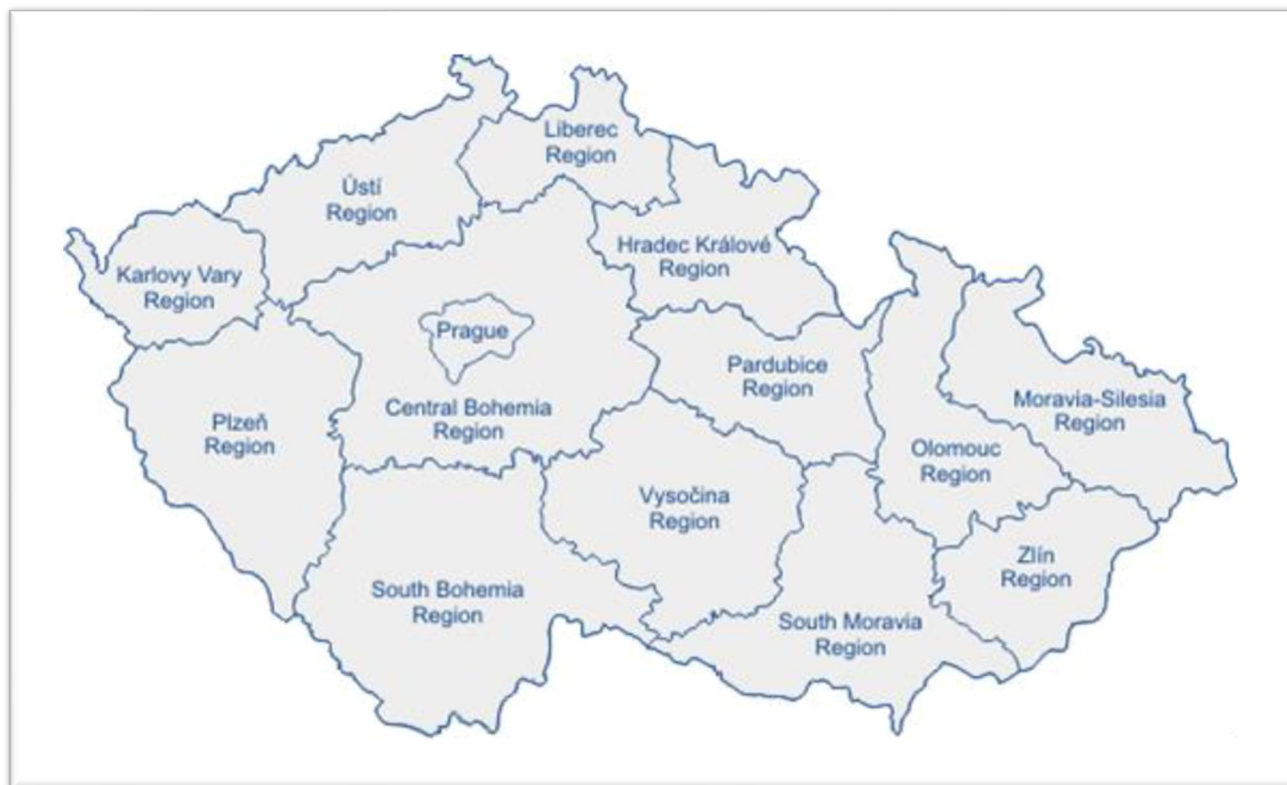 Liberec
Region
Ústí
Region
Hradec Králové
Region
Karlovy Vary
Region
Prague
Pardubice
Region
Central Bohemia
Region
Moravia-Silesia
Region
Plzeň
Region
Olomouc
Region
Vysočina
Region
Zlín
Region
South Bohemia
Region
South Moravia
Region